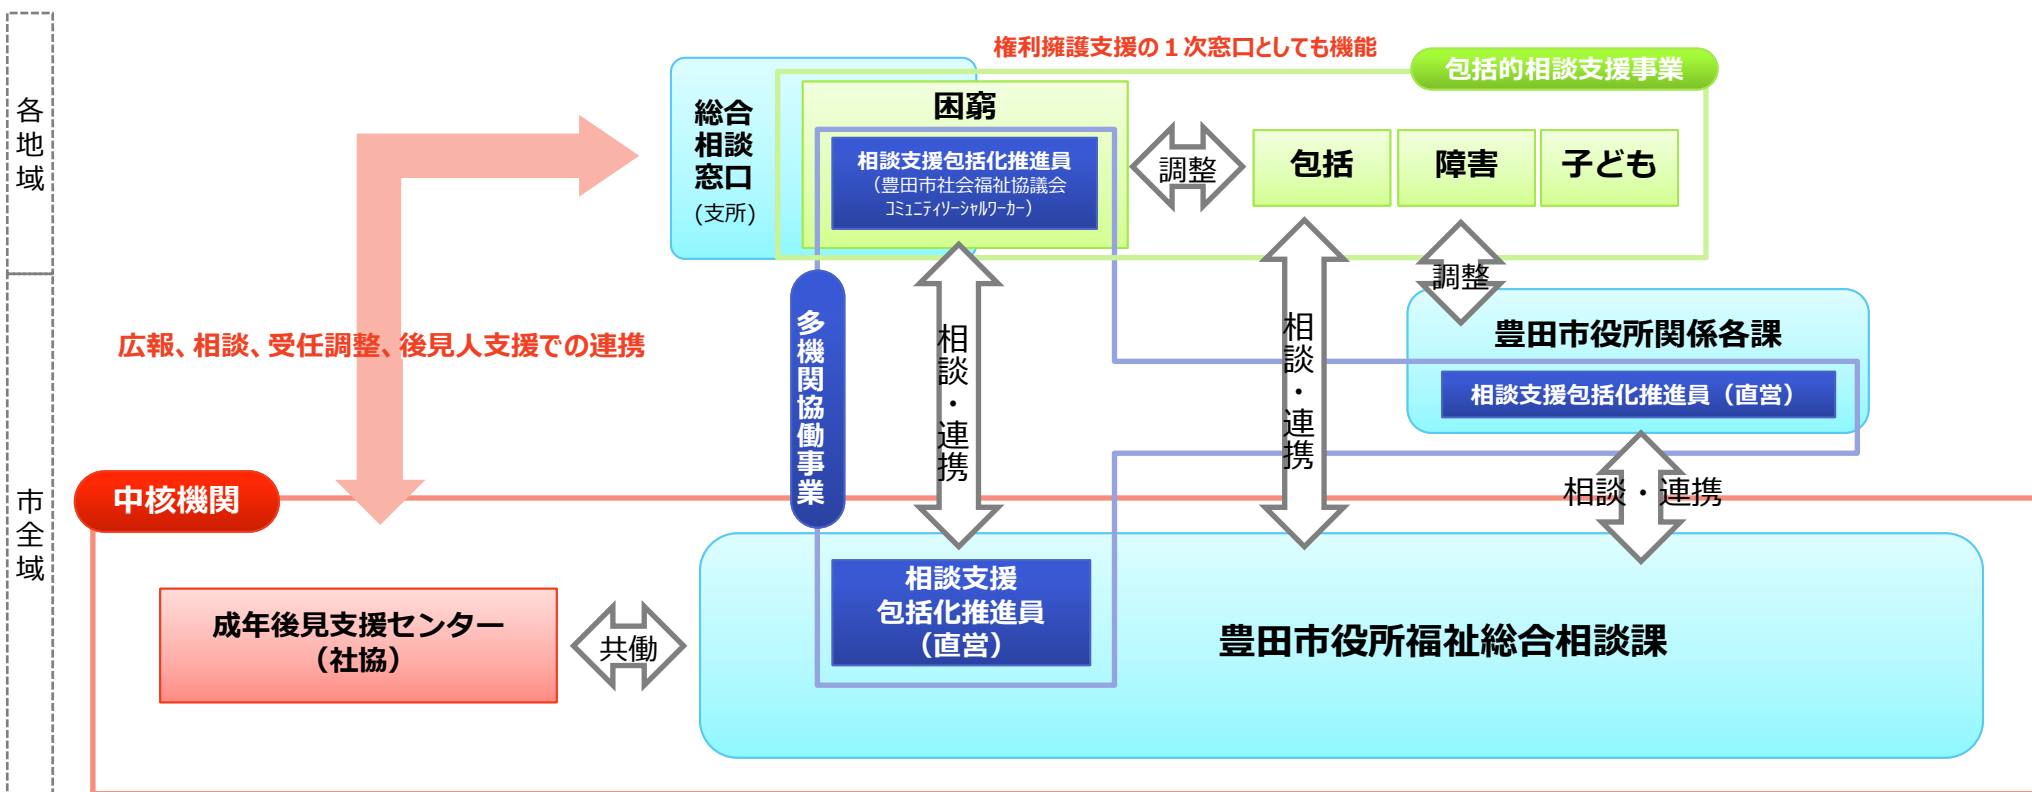 各地域
市全域
権利擁護支援の１次窓口としても機能
包括的相談支援事業
総合
相談
窓口
(支所)
困窮
相談支援包括化推進員
（豊田市社会福祉協議会
ｺﾐｭﾆﾃｨｿｰｼｬﾙﾜｰｶｰ）
調整
包括
障害
子ども
広報、相談、受任調整、後見人支援での連携
多機関協働事業
相談・連携
相談・連携
調整
豊田市役所関係各課
相談支援包括化推進員（直営）
相談・連携
中核機関
成年後見支援センター
（社協）
共働
相談支援
包括化推進員
（直営）
豊田市役所福祉総合相談課